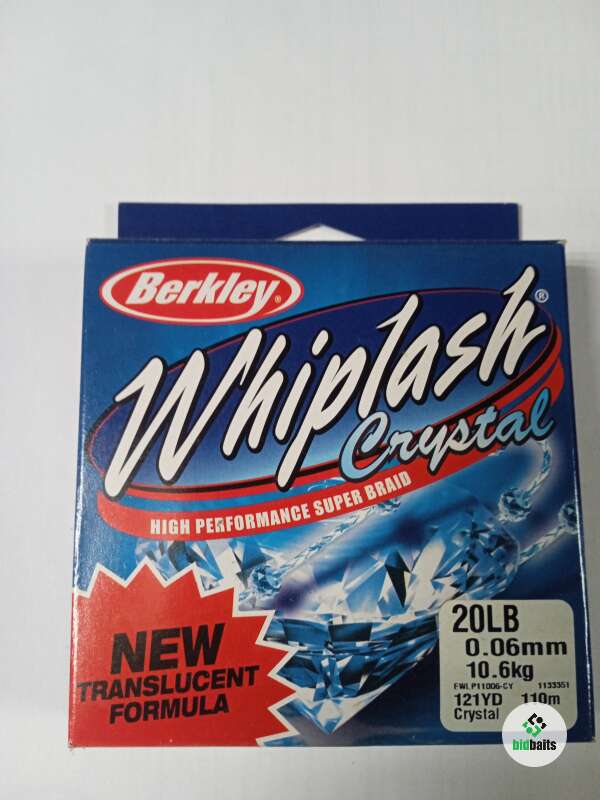 Berkley®
Whiplash®
Crystal
HIGH PERFORMANCE SUPER BRAID
NEW
TRANSLUCENT
FORMULA
20LB
0.06mm
10.6kg
FWLP11006-CY 1133351
121YD 110m
Crystal
bidbaits